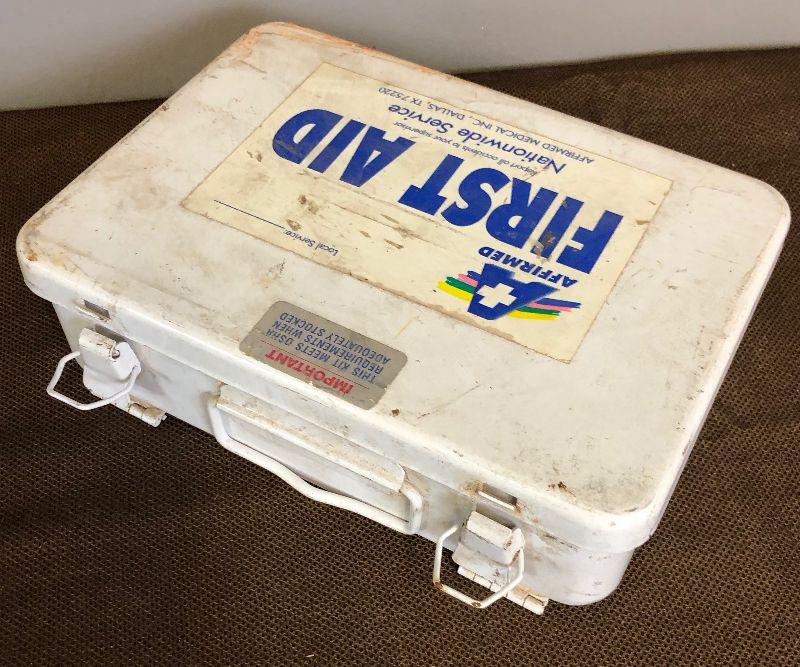 AFFIRMED
FIRST AID
Report all accidents to your supervisor
Nationwide Service
AFFIRMED MEDICAL INC., DALLAS, TX 75220
Local Service:
IMPORTANT
THIS KIT MEETS OSHA
REQUIREMENTS WHEN
ADEQUATELY STOCKED